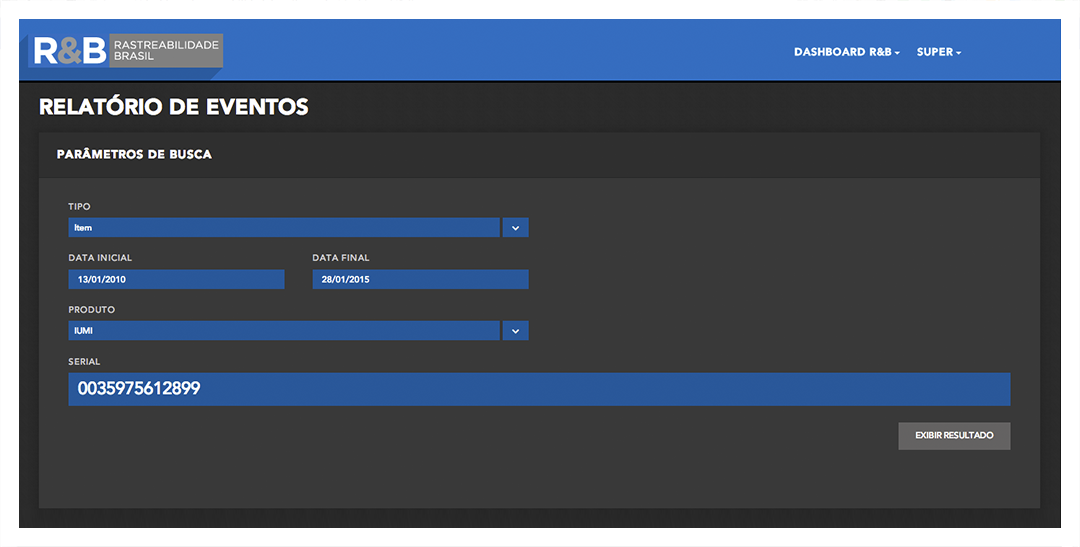 R&B RASTREABILIDADE
BRASIL
DASHBOARD R&B SUPER
RELATÓRIO DE EVENTOS
PARÂMETROS DE BUSCA
TIPO
Item
DATA INICIAL DATA FINAL
13/01/2010 28/01/2015
PRODUTO
IUMI
SERIAL
0035975612899
EXIBIR RESULTADO